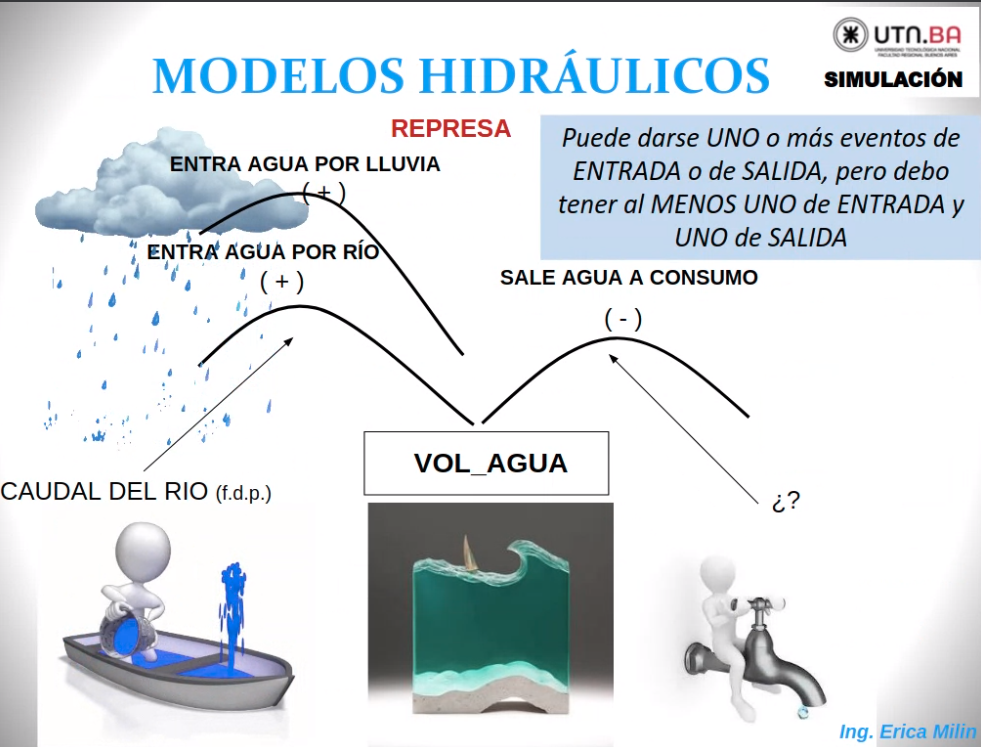 UTN.BA
UNIVERSIDAD TECNOLÓGICA NACIONAL
FACULTAD REGIONAL BUENOS AIRES
SIMULACIÓN
MODELOS HIDRÁULICOS
REPRESA
Puede darse UNO o más eventos de
ENTRADA o de SALIDA, pero debo
tener al MENOS UNO de ENTRADA y
UNO de SALIDA
ENTRA AGUA POR LLUVIA
( + )
ENTRA AGUA POR RÍO
( + )
SALE AGUA A CONSUMO
( - )
VOL_AGUA
CAUDAL DEL RIO (f.d.p.)
¿?
Ing. Erica Milin